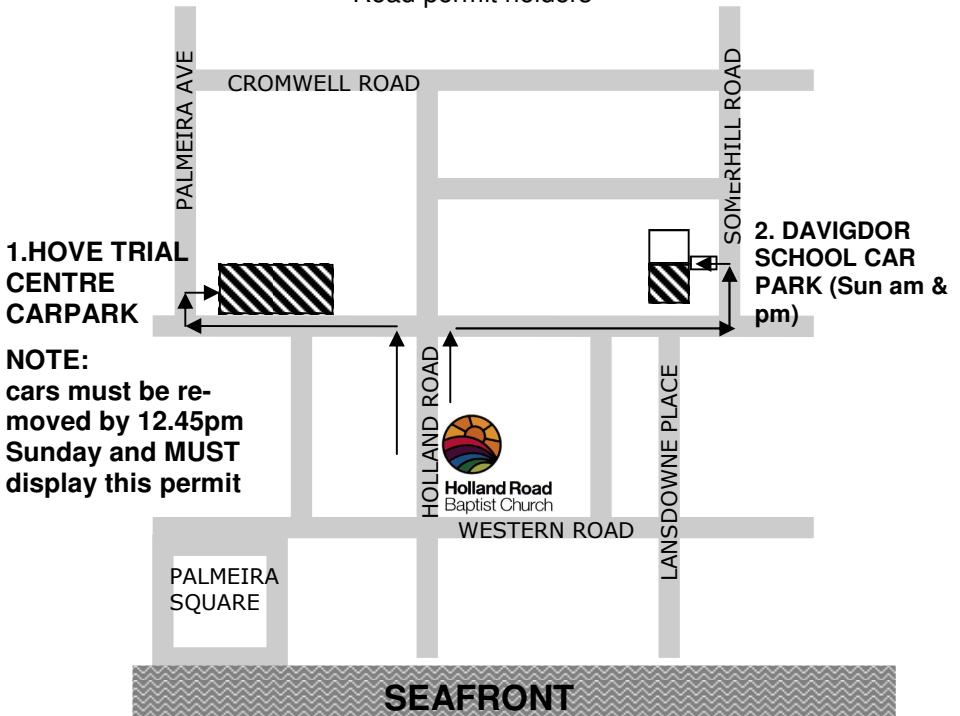 Road permit holders
PALMEIRA AVE
CROMWELL ROAD
SOMERHILL ROAD
1.HOVE TRIAL
CENTRE
CARPARK
2. DAVIGDOR
SCHOOL CAR
PARK (Sun am &
pm)
NOTE:
cars must be re-
moved by 12.45pm
Sunday and MUST
display this permit
HOLLAND ROAD
Holland Road
Baptist Church
LANSDOWNE PLACE
WESTERN ROAD
PALMEIRA
SQUARE
SEAFRONT